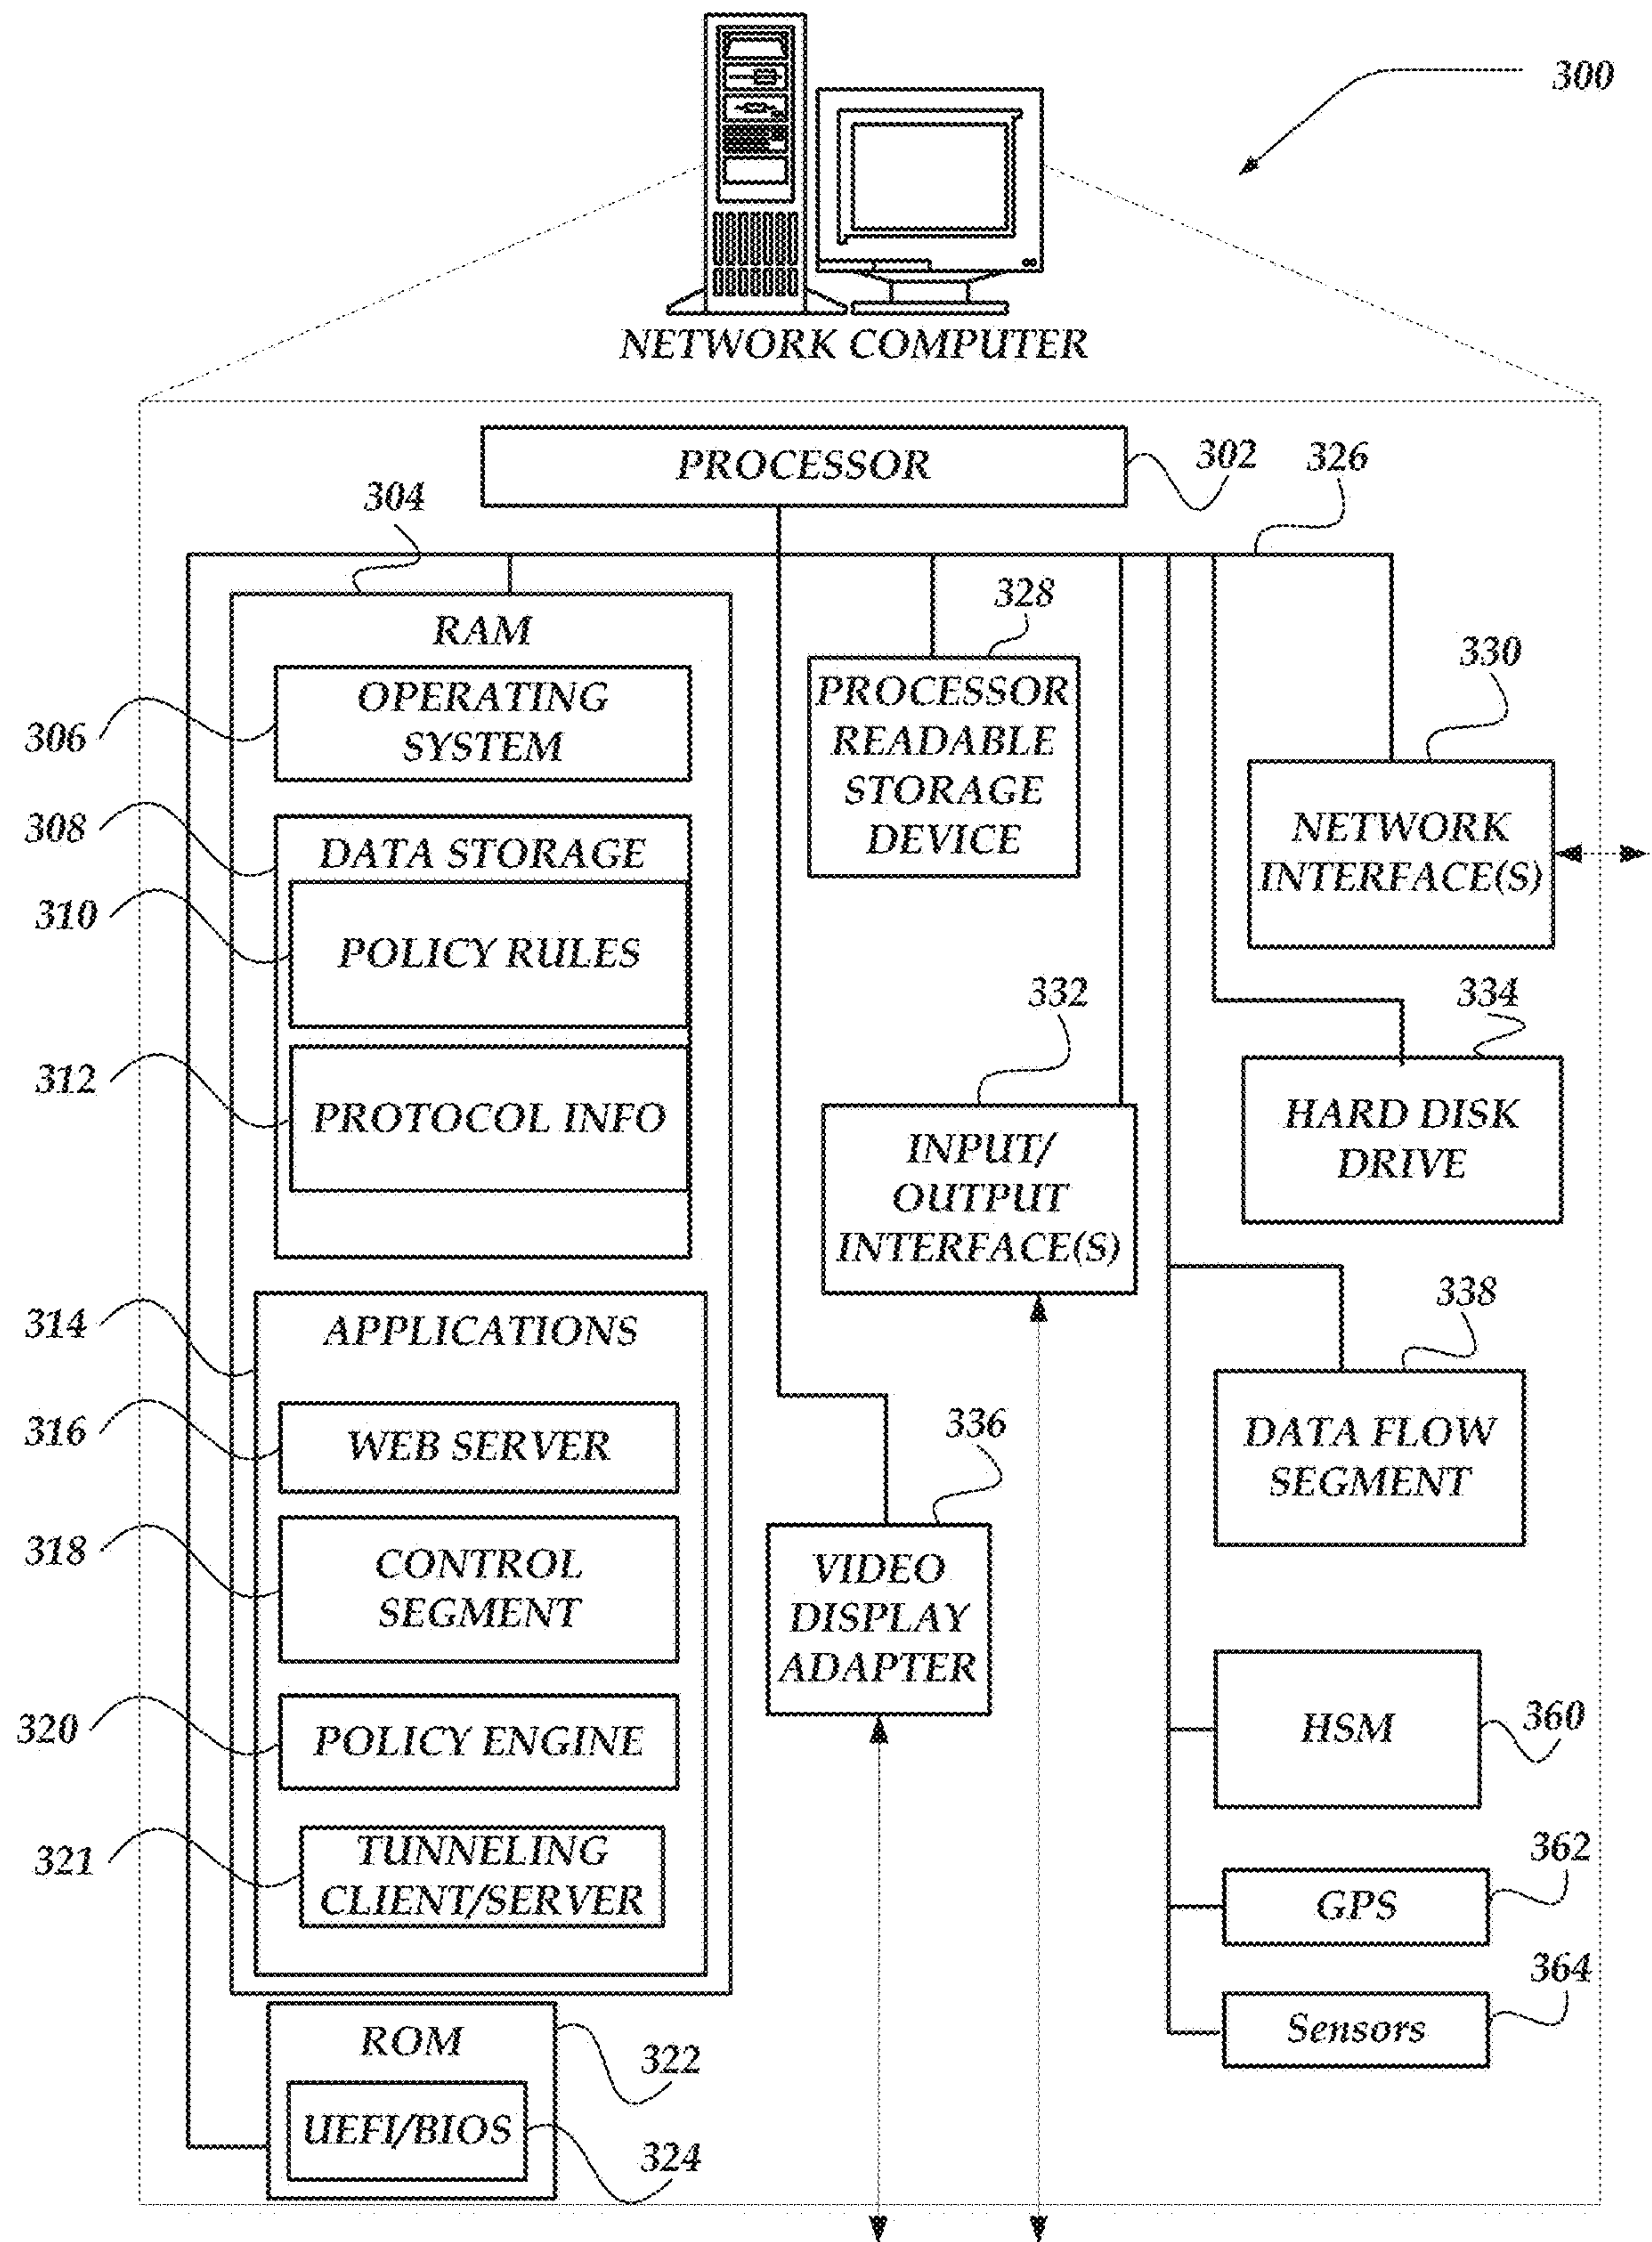 300
NETWORK COMPUTER
PROCESSOR
302
326
304
RAM
OPERATING
SYSTEM
306
308
DATA STORAGE
310
POLICY RULES
312
PROTOCOL INFO
314
APPLICATIONS
316
WEB SERVER
318
CONTROL
SEGMENT
320
POLICY ENGINE
321
TUNNELING
CLIENT/SERVER
ROM
322
UEFI/BIOS
324
328
PROCESSOR
READABLE
STORAGE
DEVICE
332
INPUT/
OUTPUT
INTERFACE(S)
336
VIDEO
DISPLAY
ADAPTER
330
NETWORK
INTERFACE(S)
334
HARD DISK
DRIVE
338
DATA FLOW
SEGMENT
HSM
360
362
GPS
364
Sensors